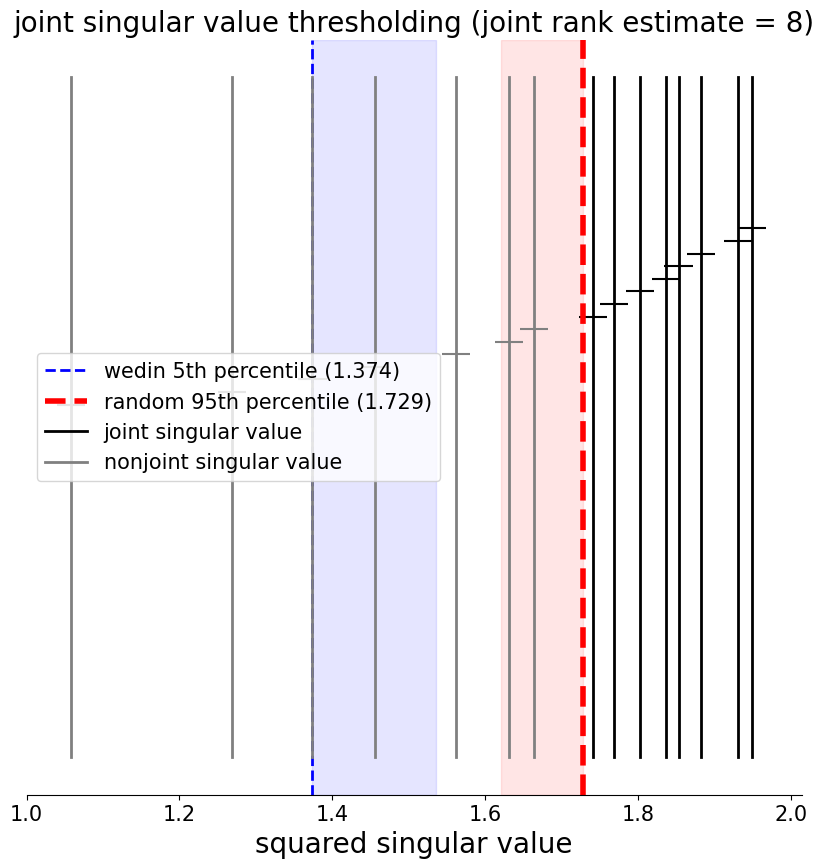 joint singular value thresholding (joint rank estimate = 8)
wedin 5th percentile (1.374)
random 95th percentile (1.729)
joint singular value
nonjoint singular value
1.0 1.2 1.4 1.6 1.8 2.0
squared singular value